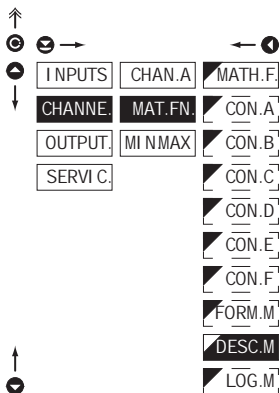 INPUTS CHAN.A MATH.F.
CHANNE. MAT.FN. CON.A
OUTPUT. MINMAX CON.B
SERVIC. CON.C
CON.D
CON.E
CON.F
FORM.M
DESC.M
LOG.M